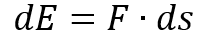 dE = F · ds